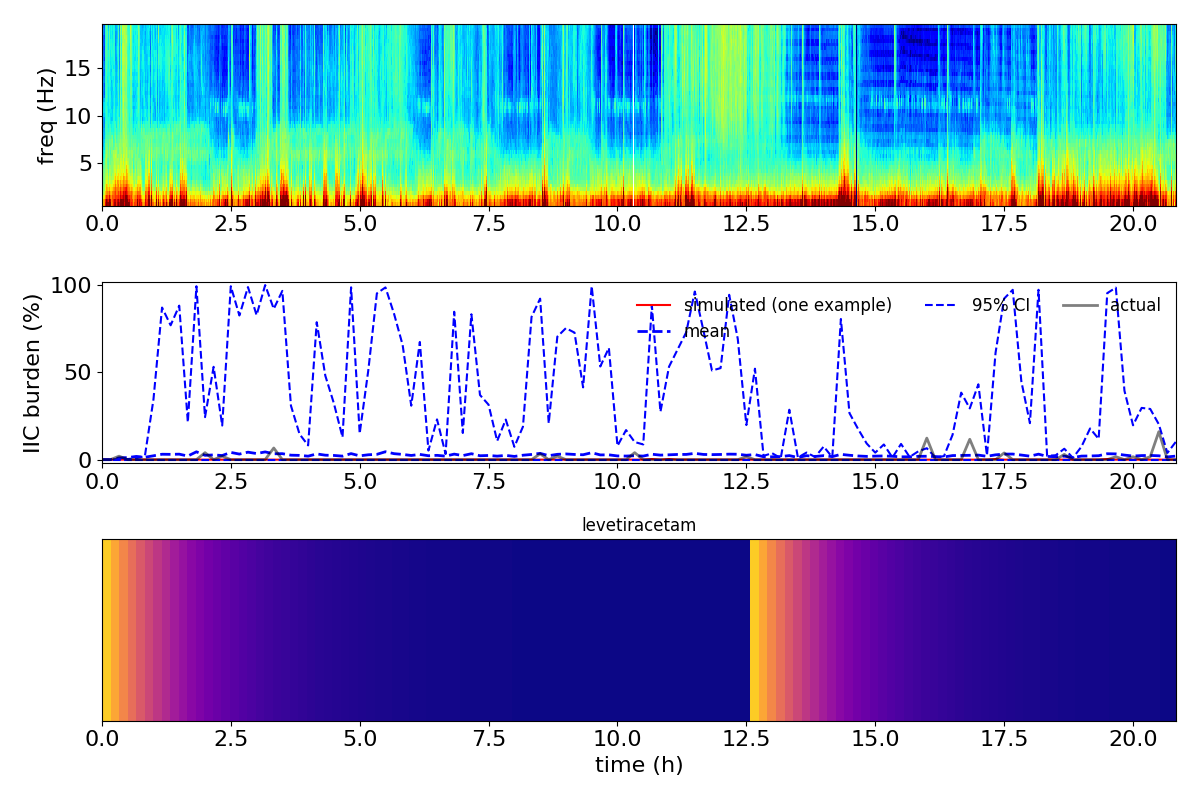 freq (Hz)
15
10
5
0.0 2.5 5.0 7.5 10.0 12.5 15.0 17.5 20.0
IIC burden (%)
100
50
0
simulated (one example) 95% CI actual
mean
0.0 2.5 5.0 7.5 10.0 12.5 15.0 17.5 20.0
levetiracetam
0.0 2.5 5.0 7.5 10.0 12.5 15.0 17.5 20.0
time (h)